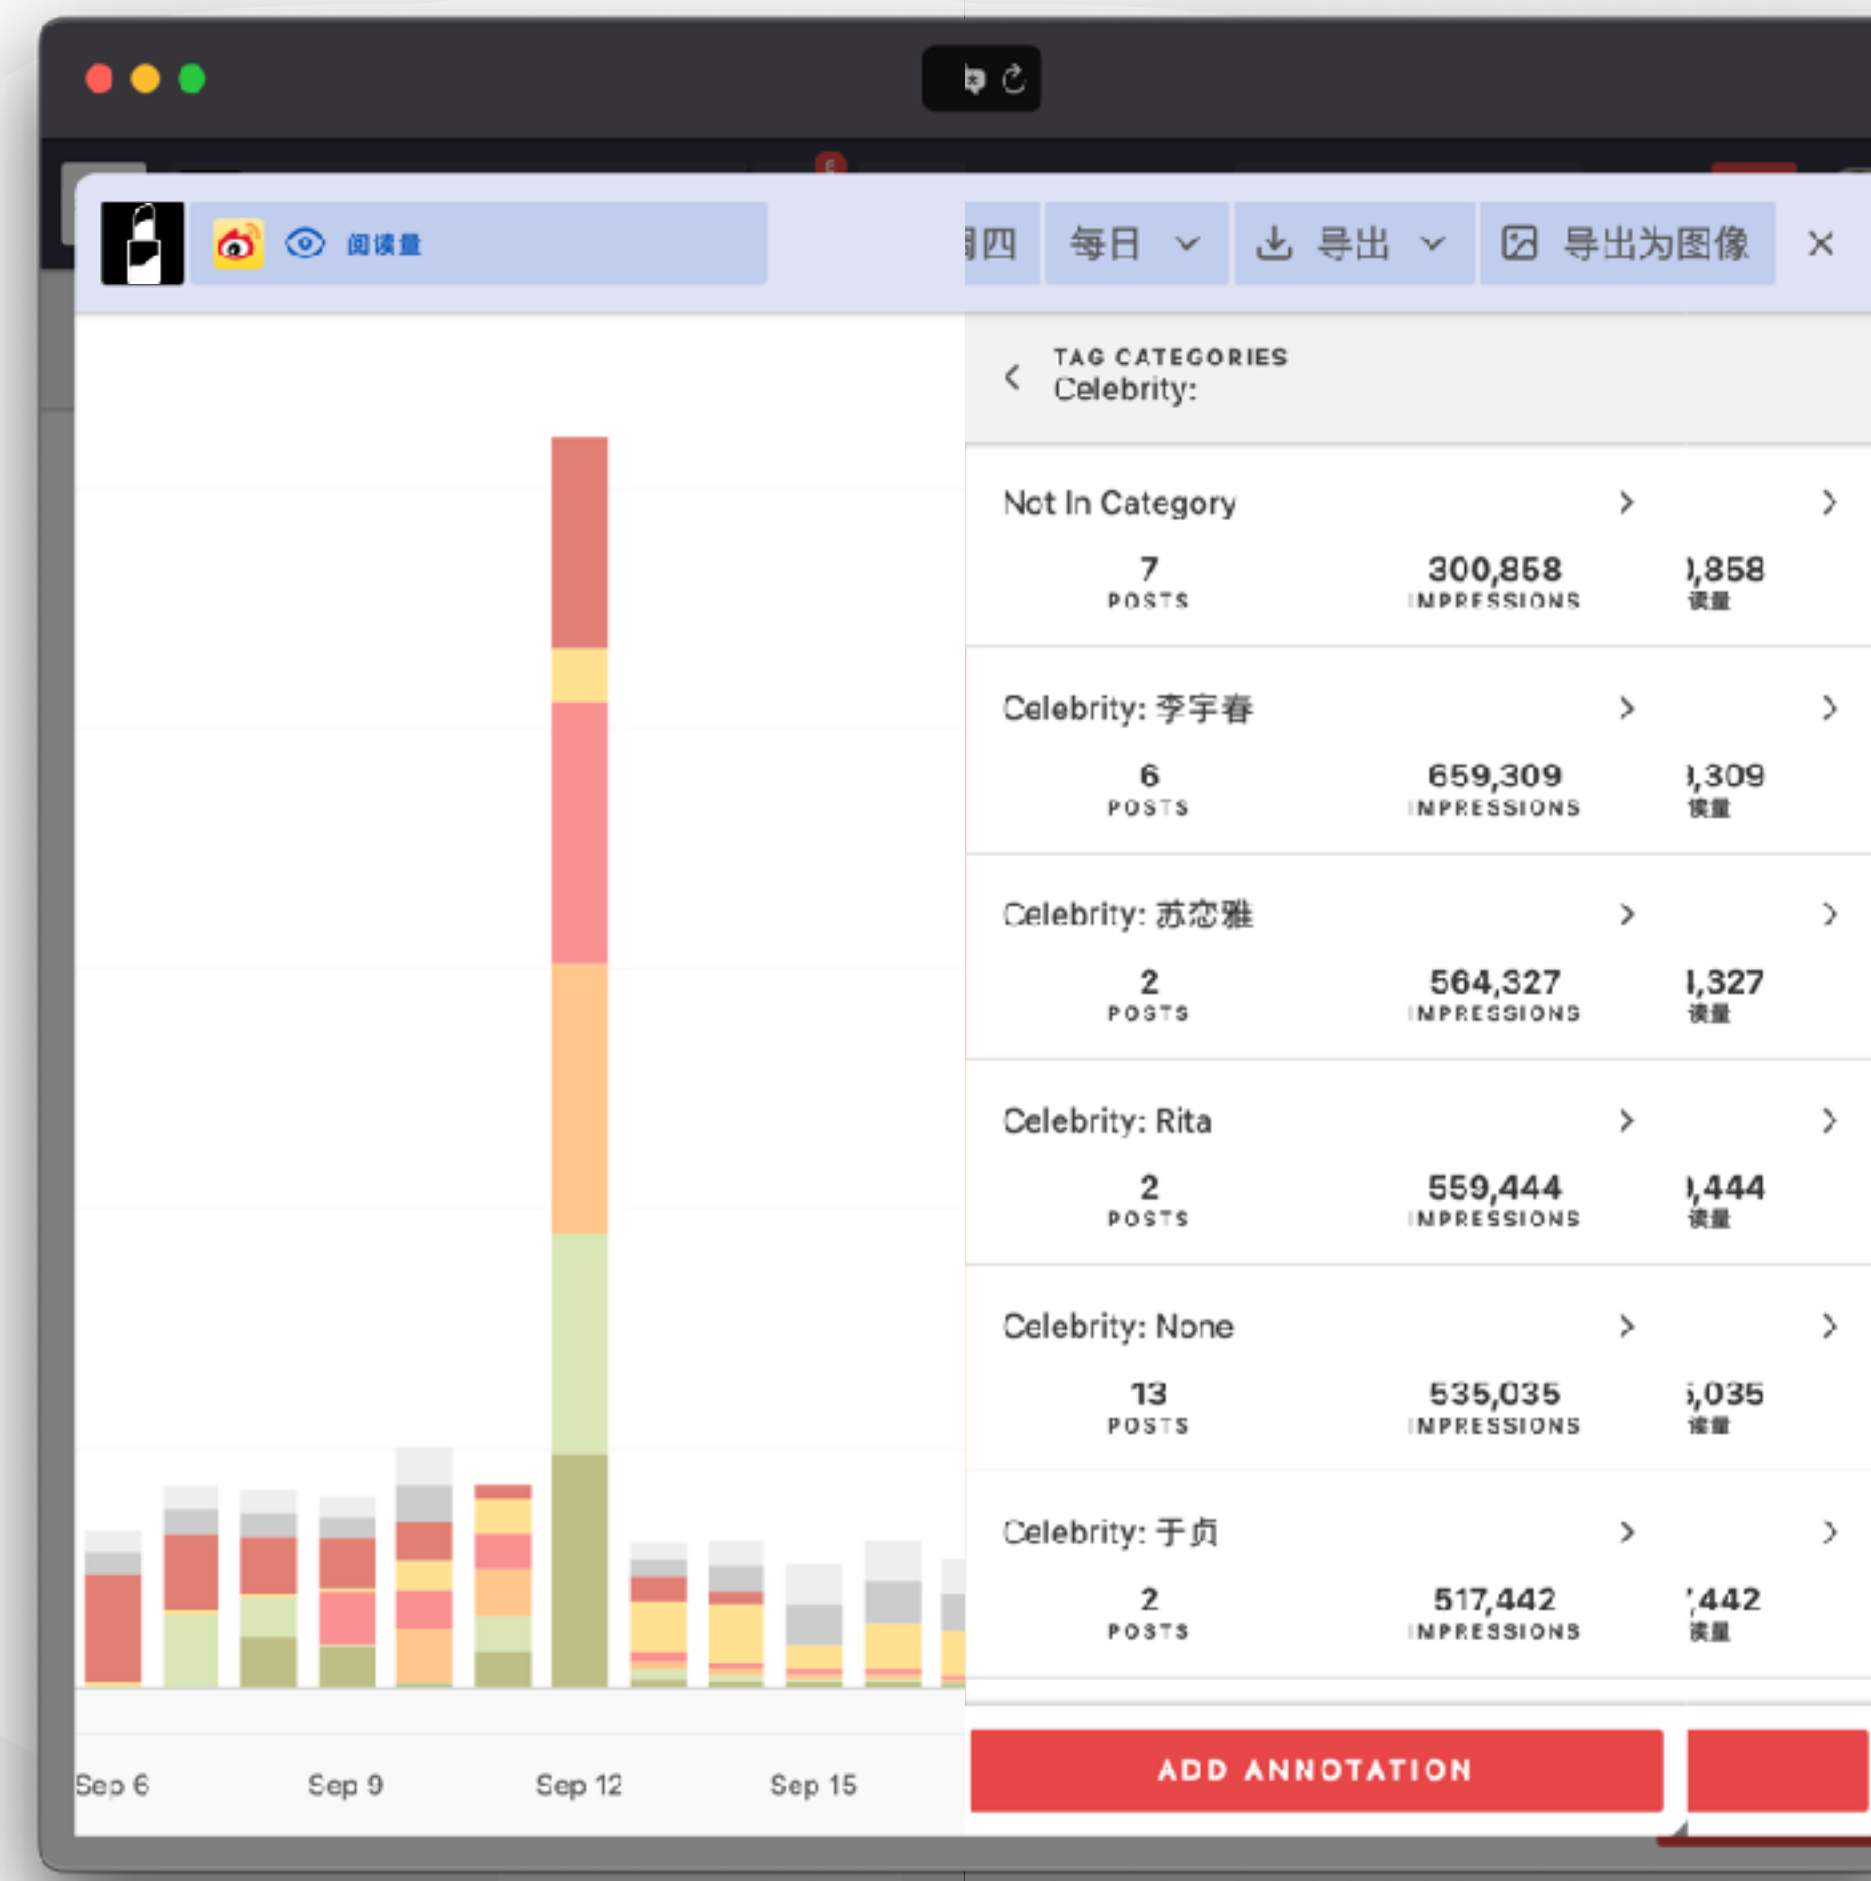 阅读量
周四
每日
导出
导出为图像
TAG CATEGORIES
Celebrity:
Not In Category
7
300,858
,858
POSTS
IMPRESSIONS
读量
Celebrity: 李宇春
6
659,309
,309
POSTS
IMPRESSIONS
读量
Celebrity: 苏恋雅
2
564,327
,327
POSTS
IMPRESSIONS
读量
Celebrity: Rita
2
559,444
,444
POSTS
IMPRESSIONS
读量
Celebrity: None
13
535,035
,035
POSTS
IMPRESSIONS
读量
Celebrity: 于贞
2
517,442
,442
POSTS
IMPRESSIONS
读量
ADD ANNOTATION
Sep 6
Sep 9
Sep 12
Sep 15